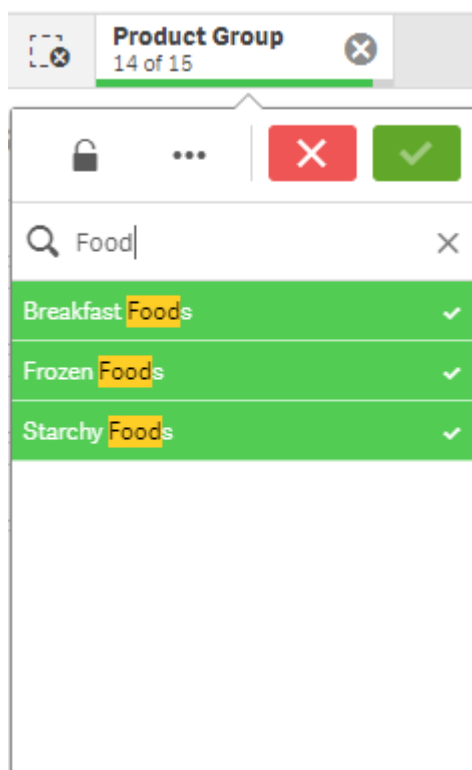 Product Group
14 of 15
Food
Breakfast Foods
Frozen Foods
Starchy Foods